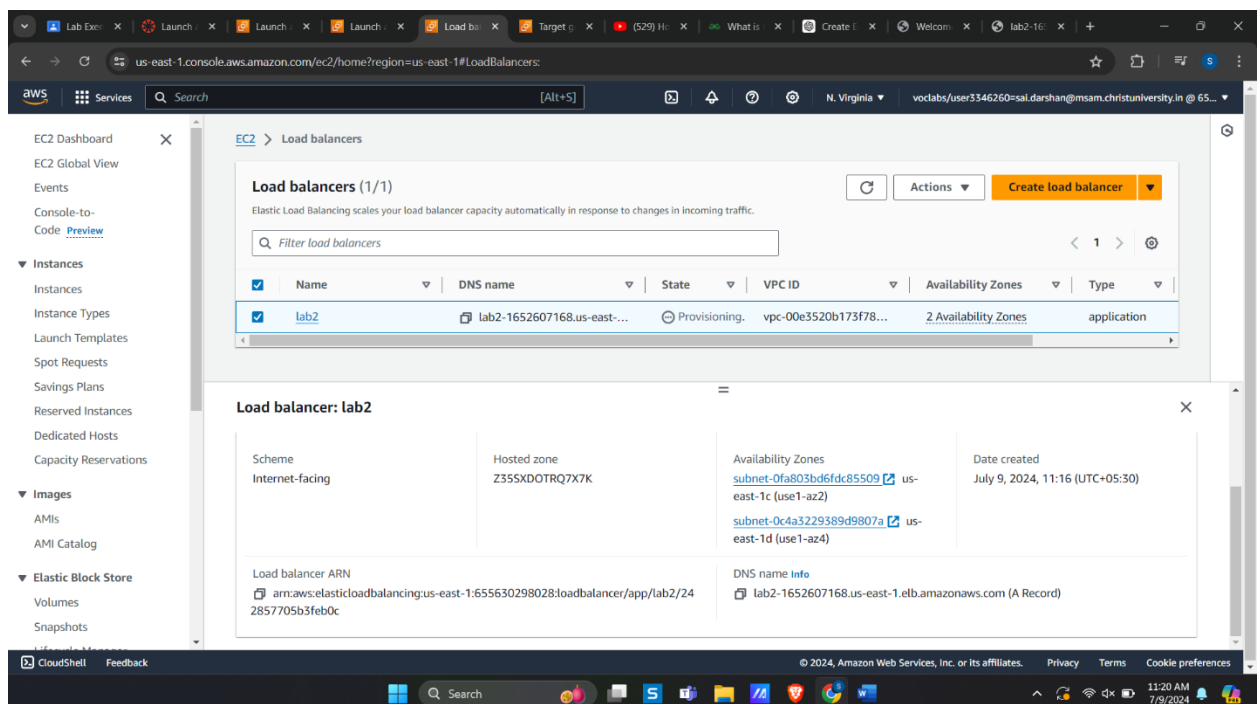 Lab Exe
Launch
Launch
Launch
Load ba
Target g
(529) Ho
What is
Create E
Welcom
lab2-16
us-east-1.console.aws.amazon.com/ec2/home?region=us-east-1#LoadBalancers:
S
aws
Services
Search
[Alt+S]
N. Virginia
voclabs/user3346260=sai.darshan@msam.christuniversity.in @ 65...
EC2 Dashboard
EC2 Global View
Events
Console-to-
Code Preview
Instances
Instances
Instance Types
Launch Templates
Spot Requests
Savings Plans
Reserved Instances
Dedicated Hosts
Capacity Reservations
Images
AMIs
AMI Catalog
Elastic Block Store
Volumes
Snapshots
Lifecycle Manager
EC2 > Load balancers
Load balancers (1/1)
Actions
Create load balancer
Elastic Load Balancing scales your load balancer capacity automatically in response to changes in incoming traffic.
Filter load balancers
1
Name DNS name State VPC ID Availability Zones Type
lab2 lab2-1652607168.us-east-... Provisioning. vpc-00e3520b173f78... 2 Availability Zones application
Load balancer: lab2
Scheme
Internet-facing
Hosted zone
Z35SXDOTRQ7X7K
Availability Zones
subnet-0fa803bd6fdc85509 us-
east-1c (use1-az2)
subnet-0c4a3229389d9807a us-
east-1d (use1-az4)
Date created
July 9, 2024, 11:16 (UTC+05:30)
Load balancer ARN
arn:aws:elasticloadbalancing:us-east-1:655630298028:loadbalancer/app/lab2/24
2857705b3feb0c
DNS name Info
lab2-1652607168.us-east-1.elb.amazonaws.com (A Record)
CloudShell Feedback
© 2024, Amazon Web Services, Inc. or its affiliates. Privacy Terms Cookie preferences
Search
11:20 AM
7/9/2024